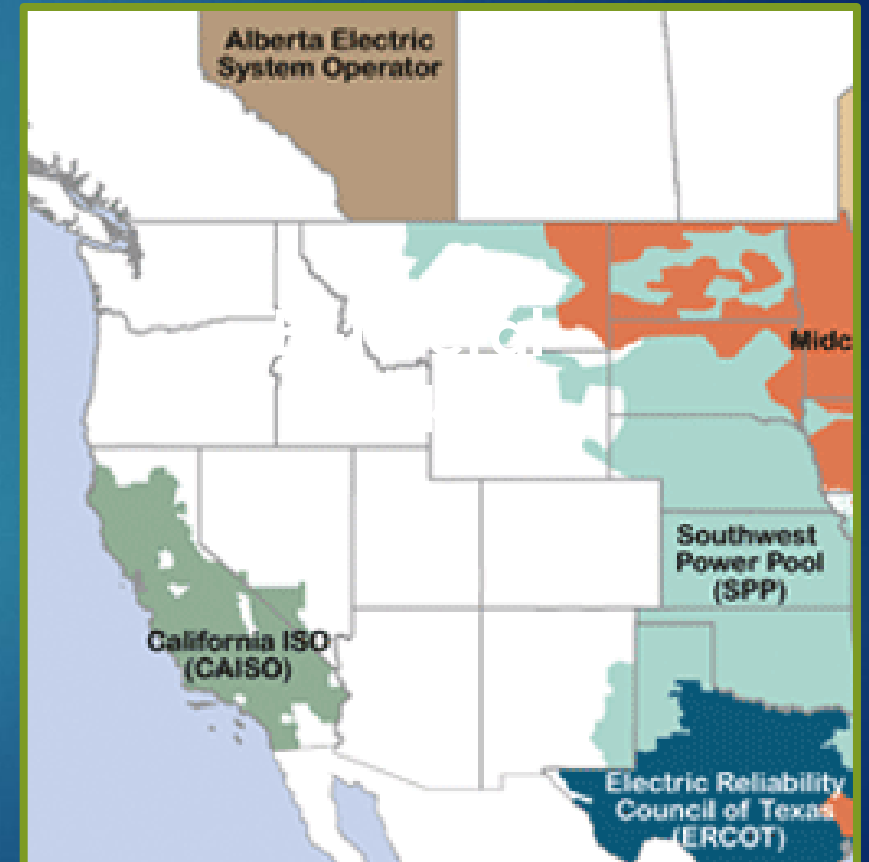 Alberta Electric
System Operator
Midc
Southwest
Power Pool
(SPP)
California ISO
(CAISO)
Electric Reliability
Council of Texas
(ERCOT)